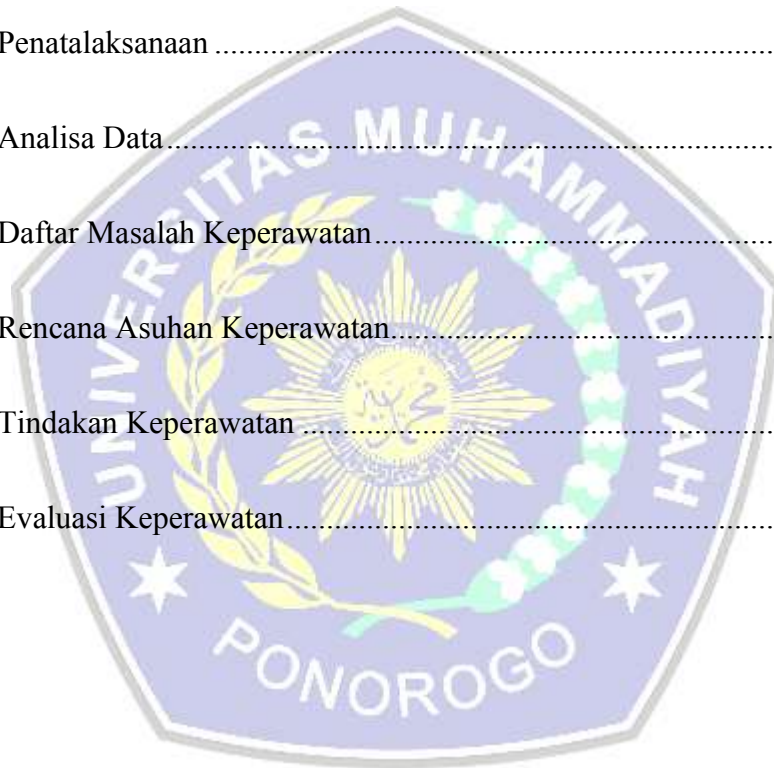 Penatalaksanaan ........................................................................
Analisa Data ........................................................................
Daftar Masalah Keperawatan ........................................................................
Rencana Asuhan Keperawatan ........................................................................
Tindakan Keperawatan ........................................................................
Evaluasi Keperawatan ........................................................................
UNIVERSITAS MUHAMMADIYAH
PONOROGO